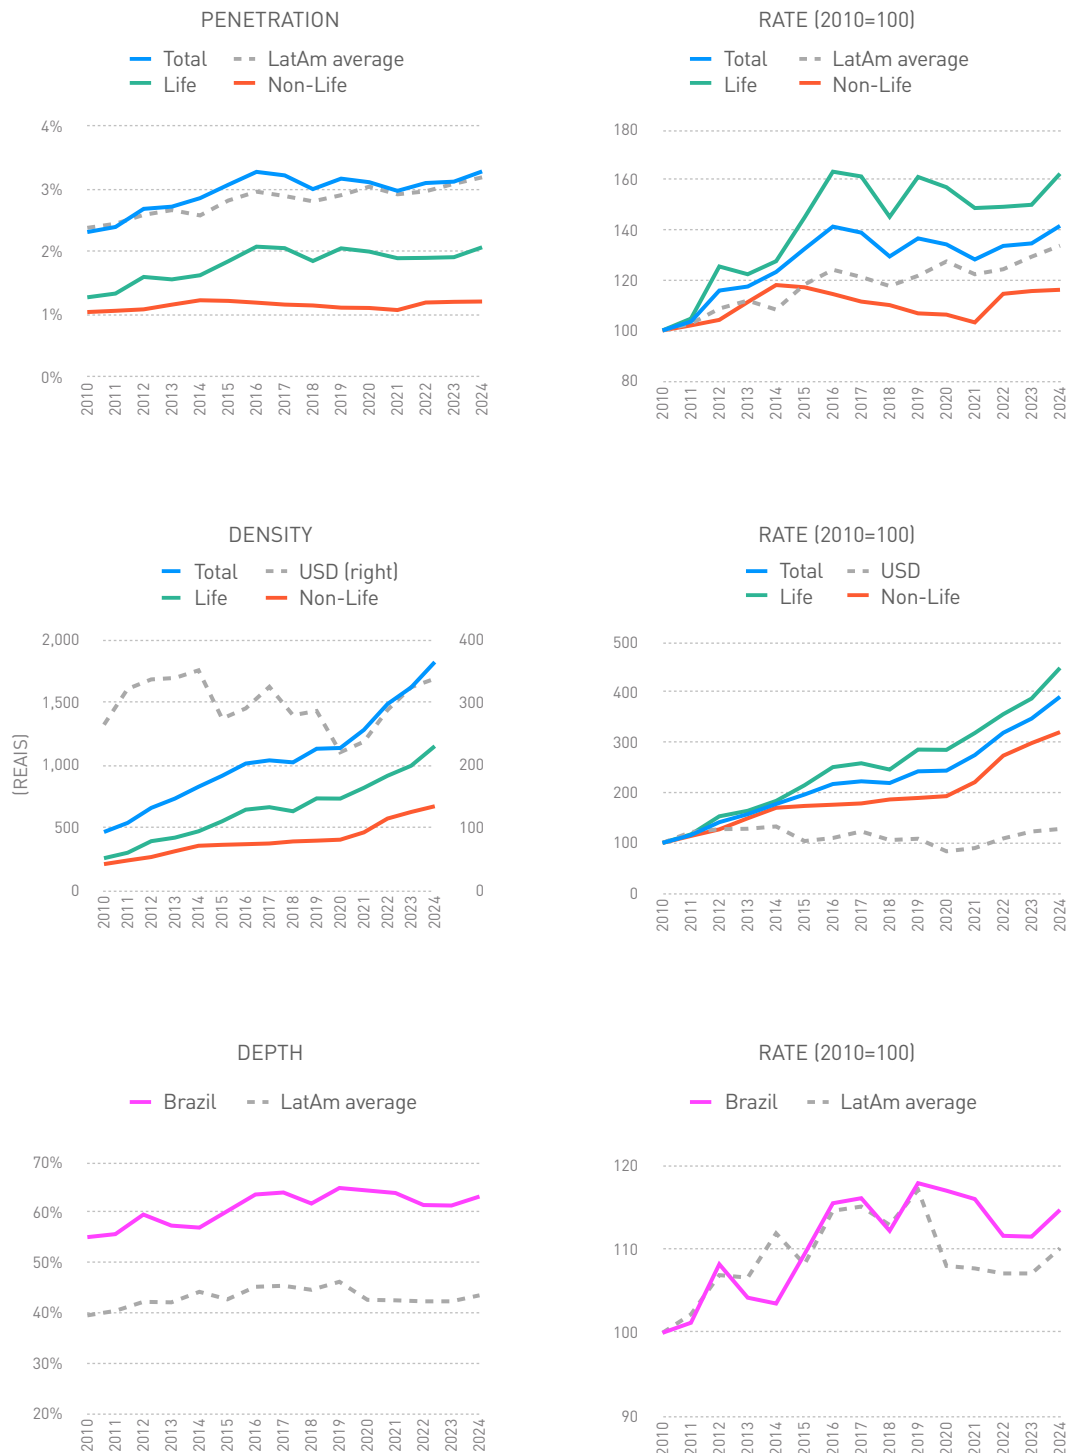 PENETRATION
Total
LatAm average
Life
Non-Life
4%
3%
2%
1%
0%
2010 2011 2012 2013 2014 2015 2016 2017 2018 2019 2020 2021 2022 2023 2024
RATE (2010=100)
Total
LatAm average
Life
Non-Life
180
160
140
120
100
80
2010 2011 2012 2013 2014 2015 2016 2017 2018 2019 2020 2021 2022 2023 2024
DENSITY
Total
USD (right)
Life
Non-Life
(REAIS)
2,000
1,500
1,000
500
0
400
300
200
100
0
2010 2011 2012 2013 2014 2015 2016 2017 2018 2019 2020 2021 2022 2023 2024
RATE (2010=100)
Total
USD
Life
Non-Life
500
400
300
200
100
0
2010 2011 2012 2013 2014 2015 2016 2017 2018 2019 2020 2021 2022 2023 2024
DEPTH
Brazil
LatAm average
70%
60%
50%
40%
30%
20%
2010 2011 2012 2013 2014 2015 2016 2017 2018 2019 2020 2021 2022 2023 2024
RATE (2010=100)
Brazil
LatAm average
120
110
100
90
2010 2011 2012 2013 2014 2015 2016 2017 2018 2019 2020 2021 2022 2023 2024